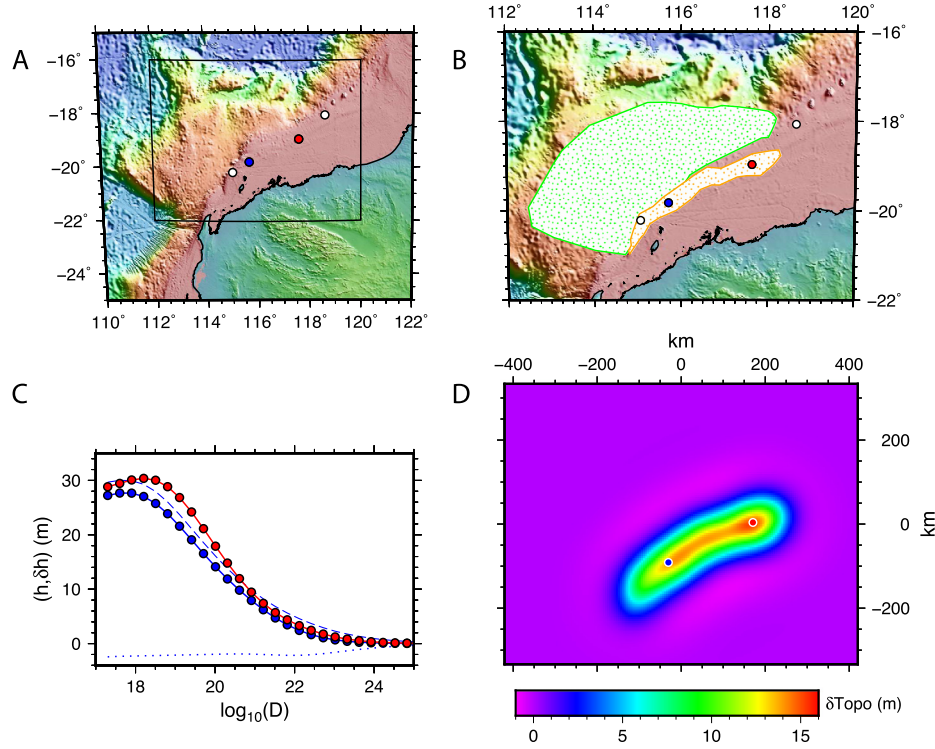 A
−16°
−18°
−20°
−22°
−24°
110° 112° 114° 116° 118° 120° 122°
B
112° 114° 116° 118° 120°
−16°
−18°
−20°
−22°
C
(h,δh) (m)
30
20
10
0
18 20 22 24
log10(D)
D
km
−400 −200 0 200 400
200
0
−200
km
0 5 10 15
δTopo (m)